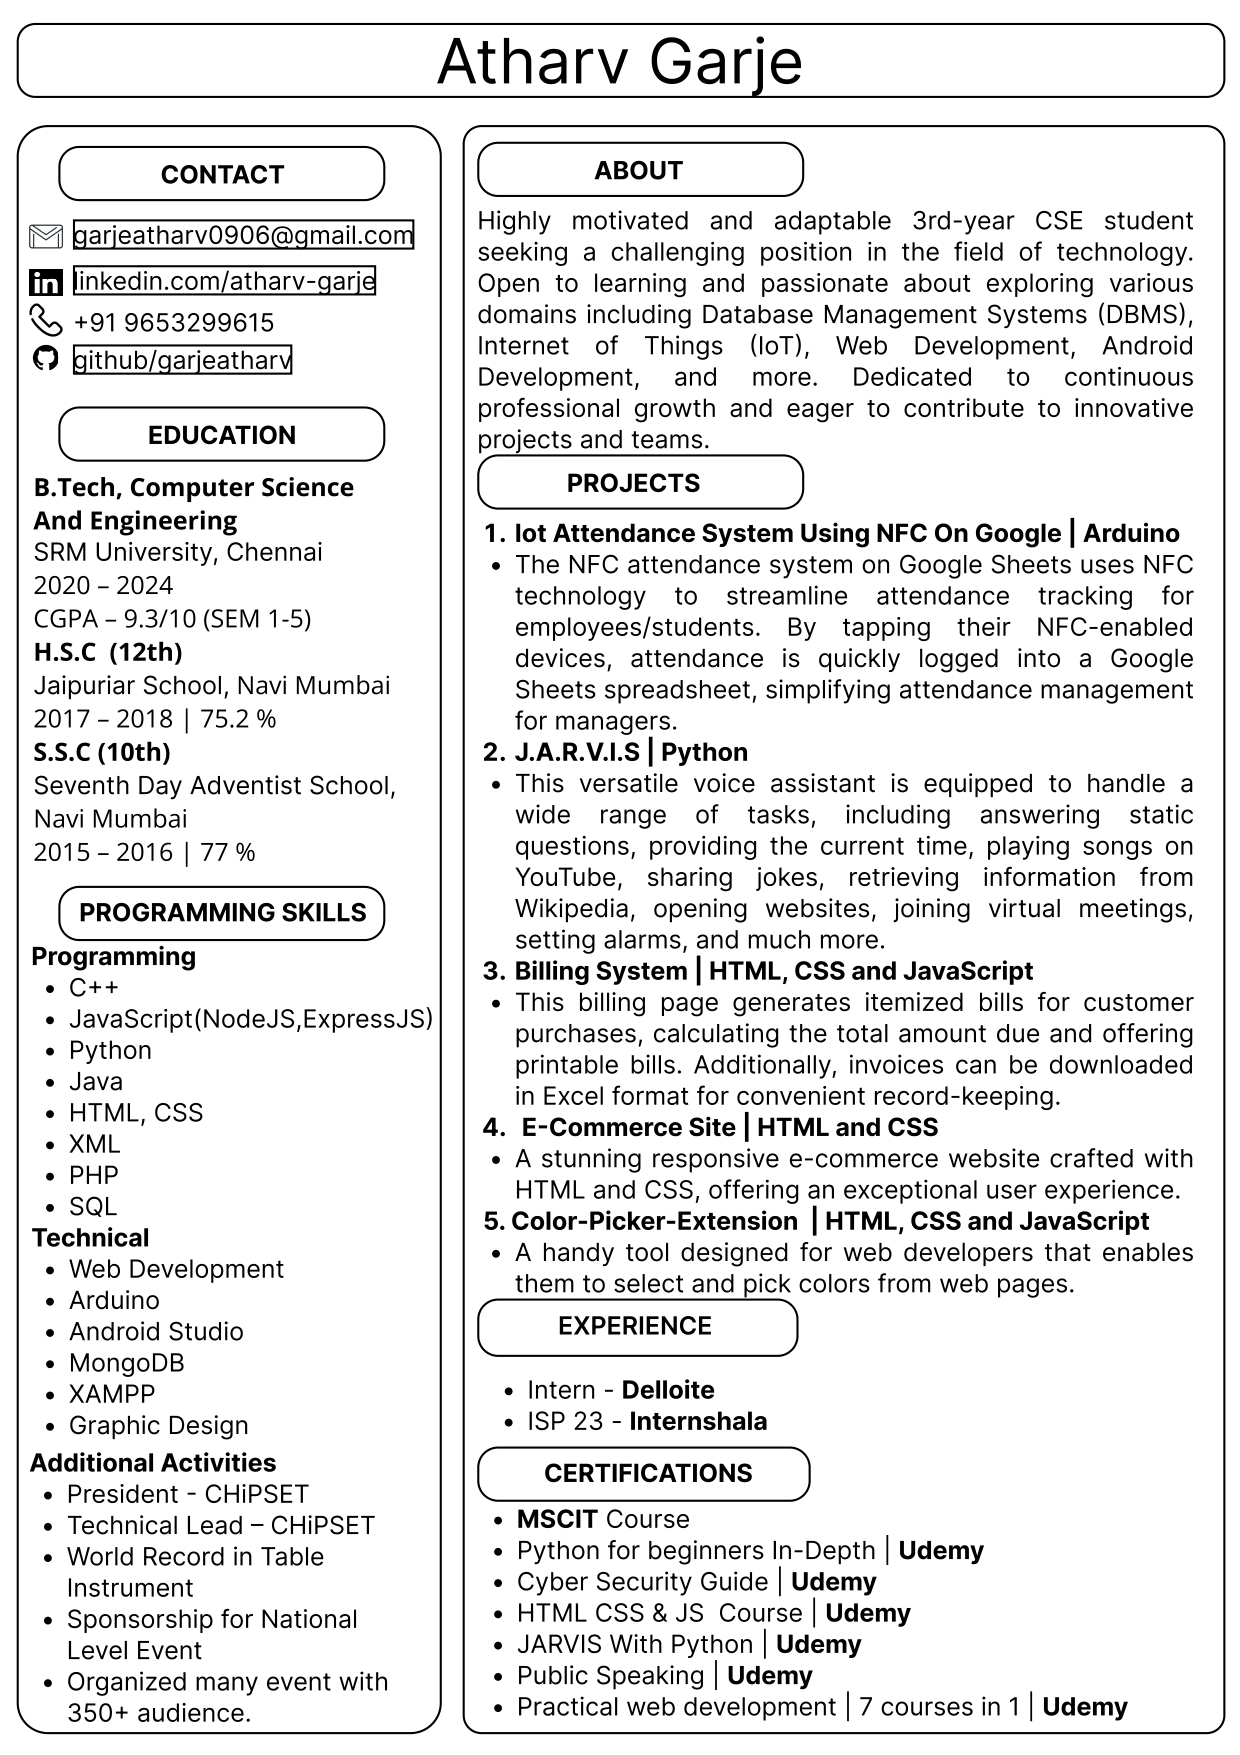 Atharv Garje
CONTACT
garjeatharv0906@gmail.com
in linkedin.com/atharv-garje
+91 9653299615
github/garjeatharv
EDUCATION
B.Tech, Computer Science
And Engineering
SRM University, Chennai
2020 – 2024
CGPA – 9.3/10 (SEM 1-5)
H.S.C  (12th)
Jaipuriar School, Navi Mumbai
2017 – 2018 | 75.2 %
S.S.C (10th)
Seventh Day Adventist School,
Navi Mumbai
2015 – 2016 | 77 %
PROGRAMMING SKILLS
Programming
• C++
• JavaScript(NodeJS,ExpressJS)
• Python
• Java
• HTML, CSS
• XML
• PHP
• SQL
Technical
• Web Development
• Arduino
• Android Studio
• MongoDB
• XAMPP
• Graphic Design
Additional Activities
• President - CHiPSET
• Technical Lead – CHiPSET
• World Record in Table
Instrument
• Sponsorship for National
Level Event
• Organized many event with
350+ audience.
ABOUT
Highly motivated and adaptable 3rd-year CSE student
seeking a challenging position in the field of technology.
Open to learning and passionate about exploring various
domains including Database Management Systems (DBMS),
Internet of Things (IoT), Web Development, Android
Development, and more. Dedicated to continuous
professional growth and eager to contribute to innovative
projects and teams.
PROJECTS
1. Iot Attendance System Using NFC On Google | Arduino
• The NFC attendance system on Google Sheets uses NFC
technology to streamline attendance tracking for
employees/students. By tapping their NFC-enabled
devices, attendance is quickly logged into a Google
Sheets spreadsheet, simplifying attendance management
for managers.
2. J.A.R.V.I.S | Python
• This versatile voice assistant is equipped to handle a
wide range of tasks, including answering static
questions, providing the current time, playing songs on
YouTube, sharing jokes, retrieving information from
Wikipedia, opening websites, joining virtual meetings,
setting alarms, and much more.
3. Billing System | HTML, CSS and JavaScript
• This billing page generates itemized bills for customer
purchases, calculating the total amount due and offering
printable bills. Additionally, invoices can be downloaded
in Excel format for convenient record-keeping.
4.  E-Commerce Site | HTML and CSS
• A stunning responsive e-commerce website crafted with
HTML and CSS, offering an exceptional user experience.
5. Color-Picker-Extension  | HTML, CSS and JavaScript
• A handy tool designed for web developers that enables
them to select and pick colors from web pages.
EXPERIENCE
• Intern - Delloite
• ISP 23 - Internshala
CERTIFICATIONS
• MSCIT Course
• Python for beginners In-Depth | Udemy
• Cyber Security Guide | Udemy
• HTML CSS & JS  Course | Udemy
• JARVIS With Python | Udemy
• Public Speaking | Udemy
• Practical web development | 7 courses in 1 | Udemy